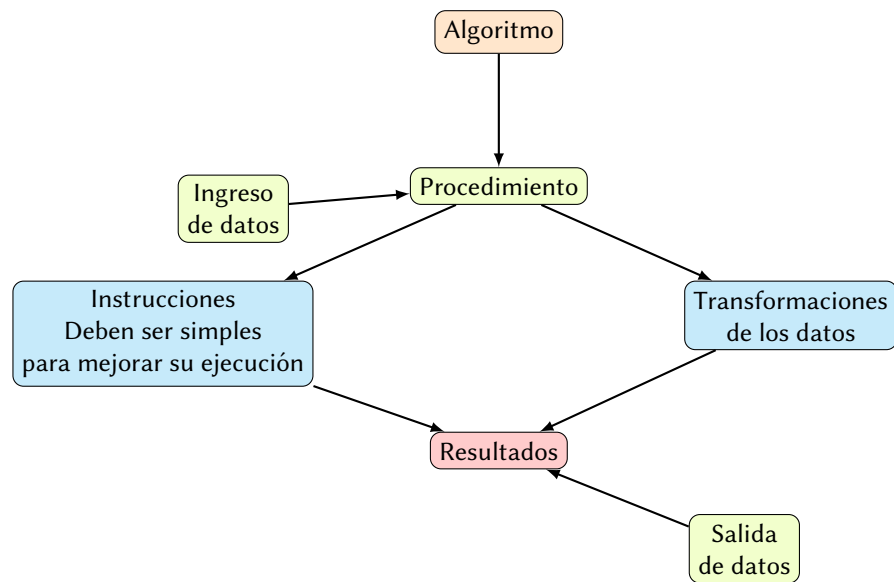 Algoritmo
Procedimiento
Ingreso
de datos
Instrucciones
Deben ser simples
para mejorar su ejecución
Transformaciones
de los datos
Resultados
Salida
de datos